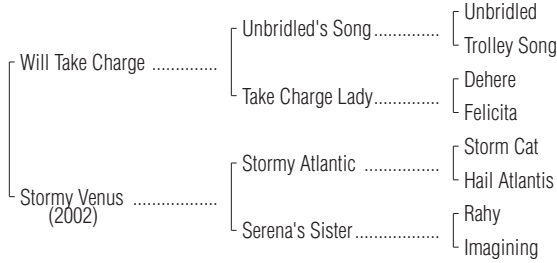 Unbridled
Unbridled's Song..............
Trolley Song
Will Take Charge ..............
Dehere
Take Charge Lady..............
Felicita
Storm Cat
Stormy Atlantic ................
Hail Atlantis
Stormy Venus ..................
(2002)
Rahy
Serena's Sister..................
Imagining